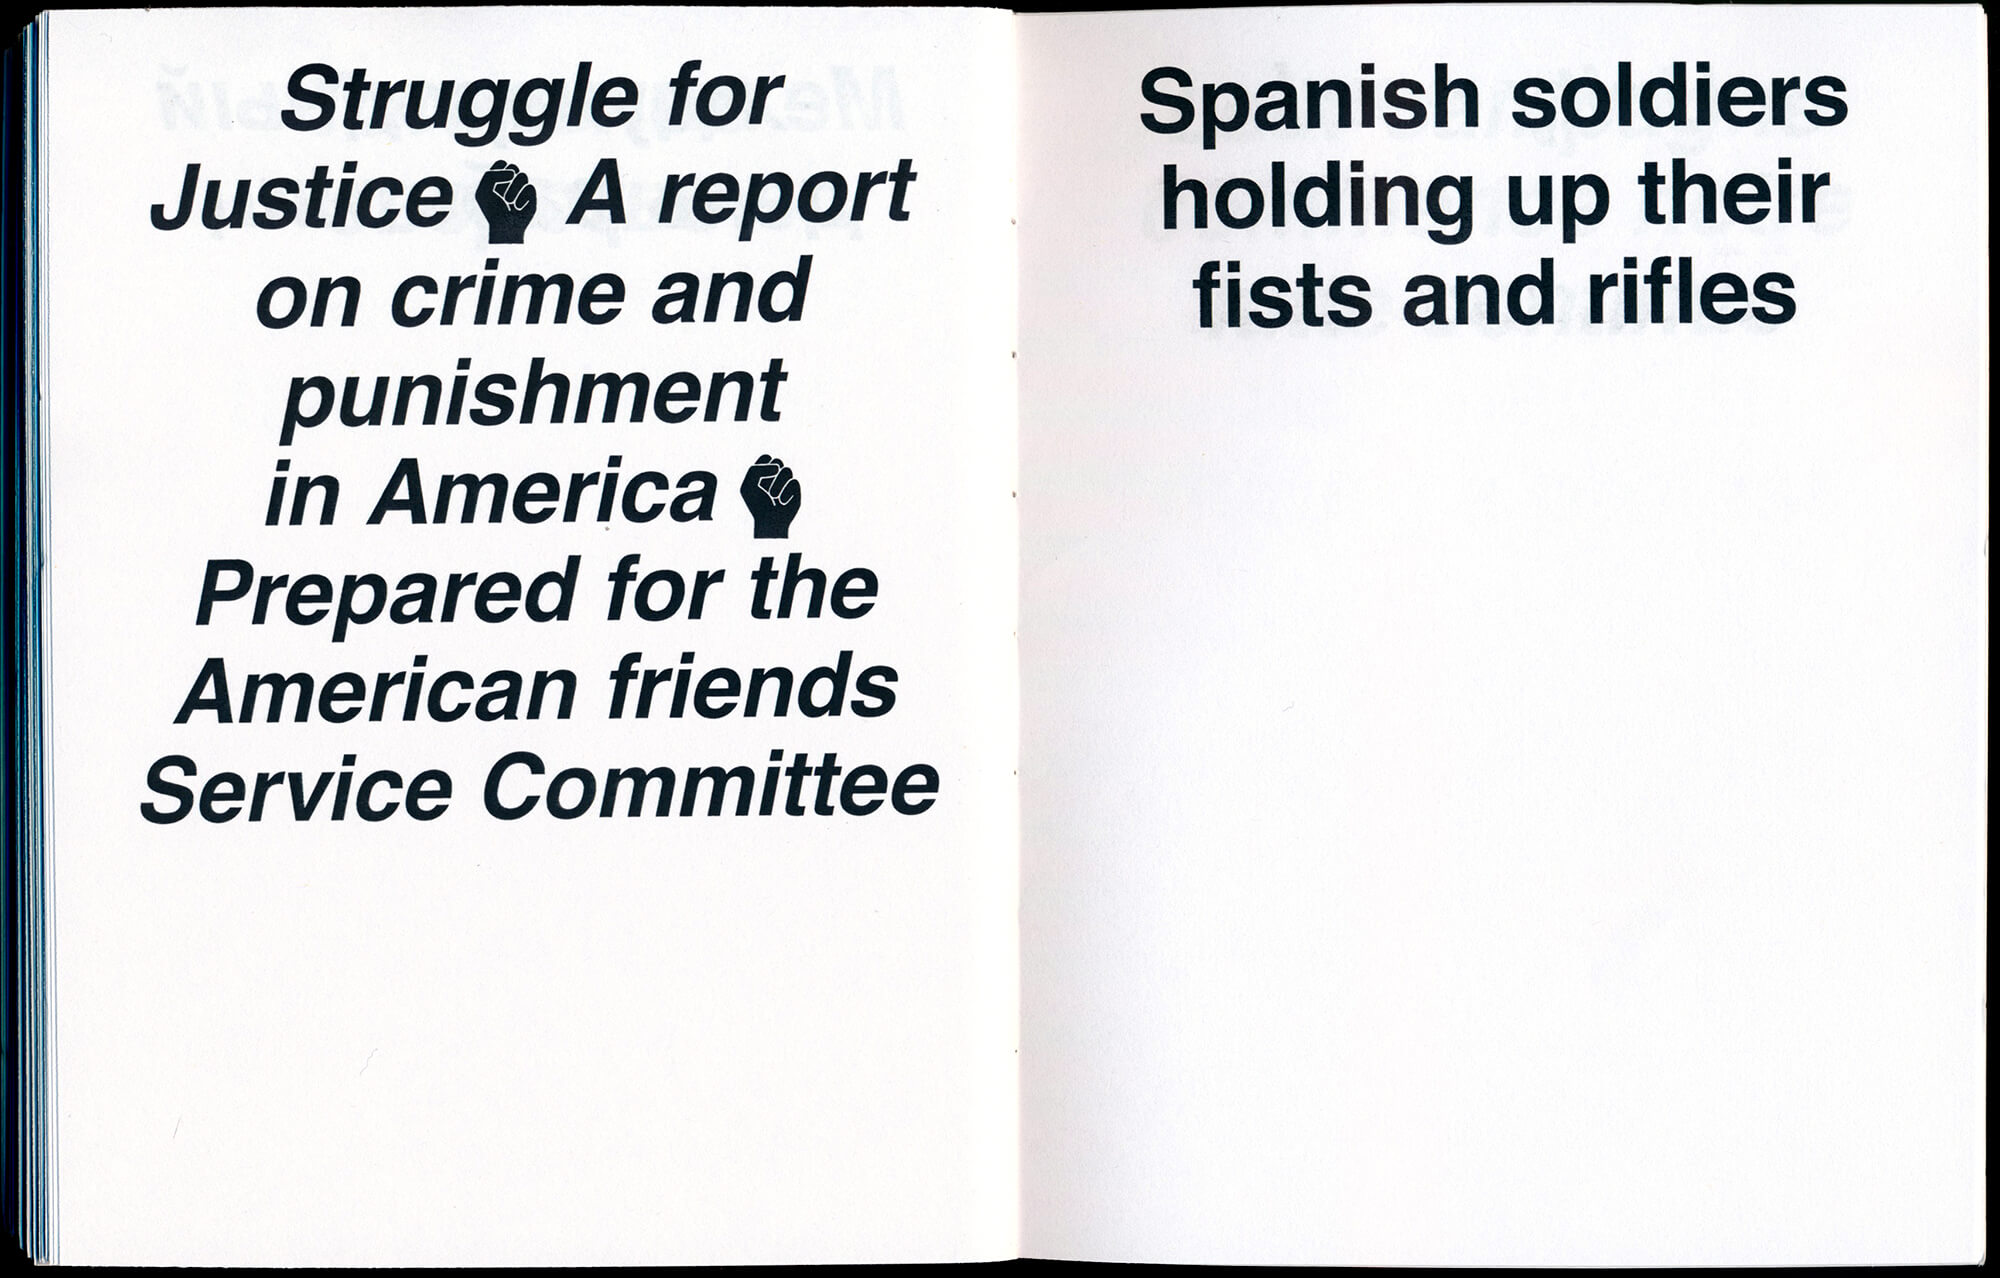 Struggle for
Justice ✊ A report
on crime and
punishment
in America ✊
Prepared for the
American friends
Service Committee
Spanish soldiers
holding up their
fists and rifles